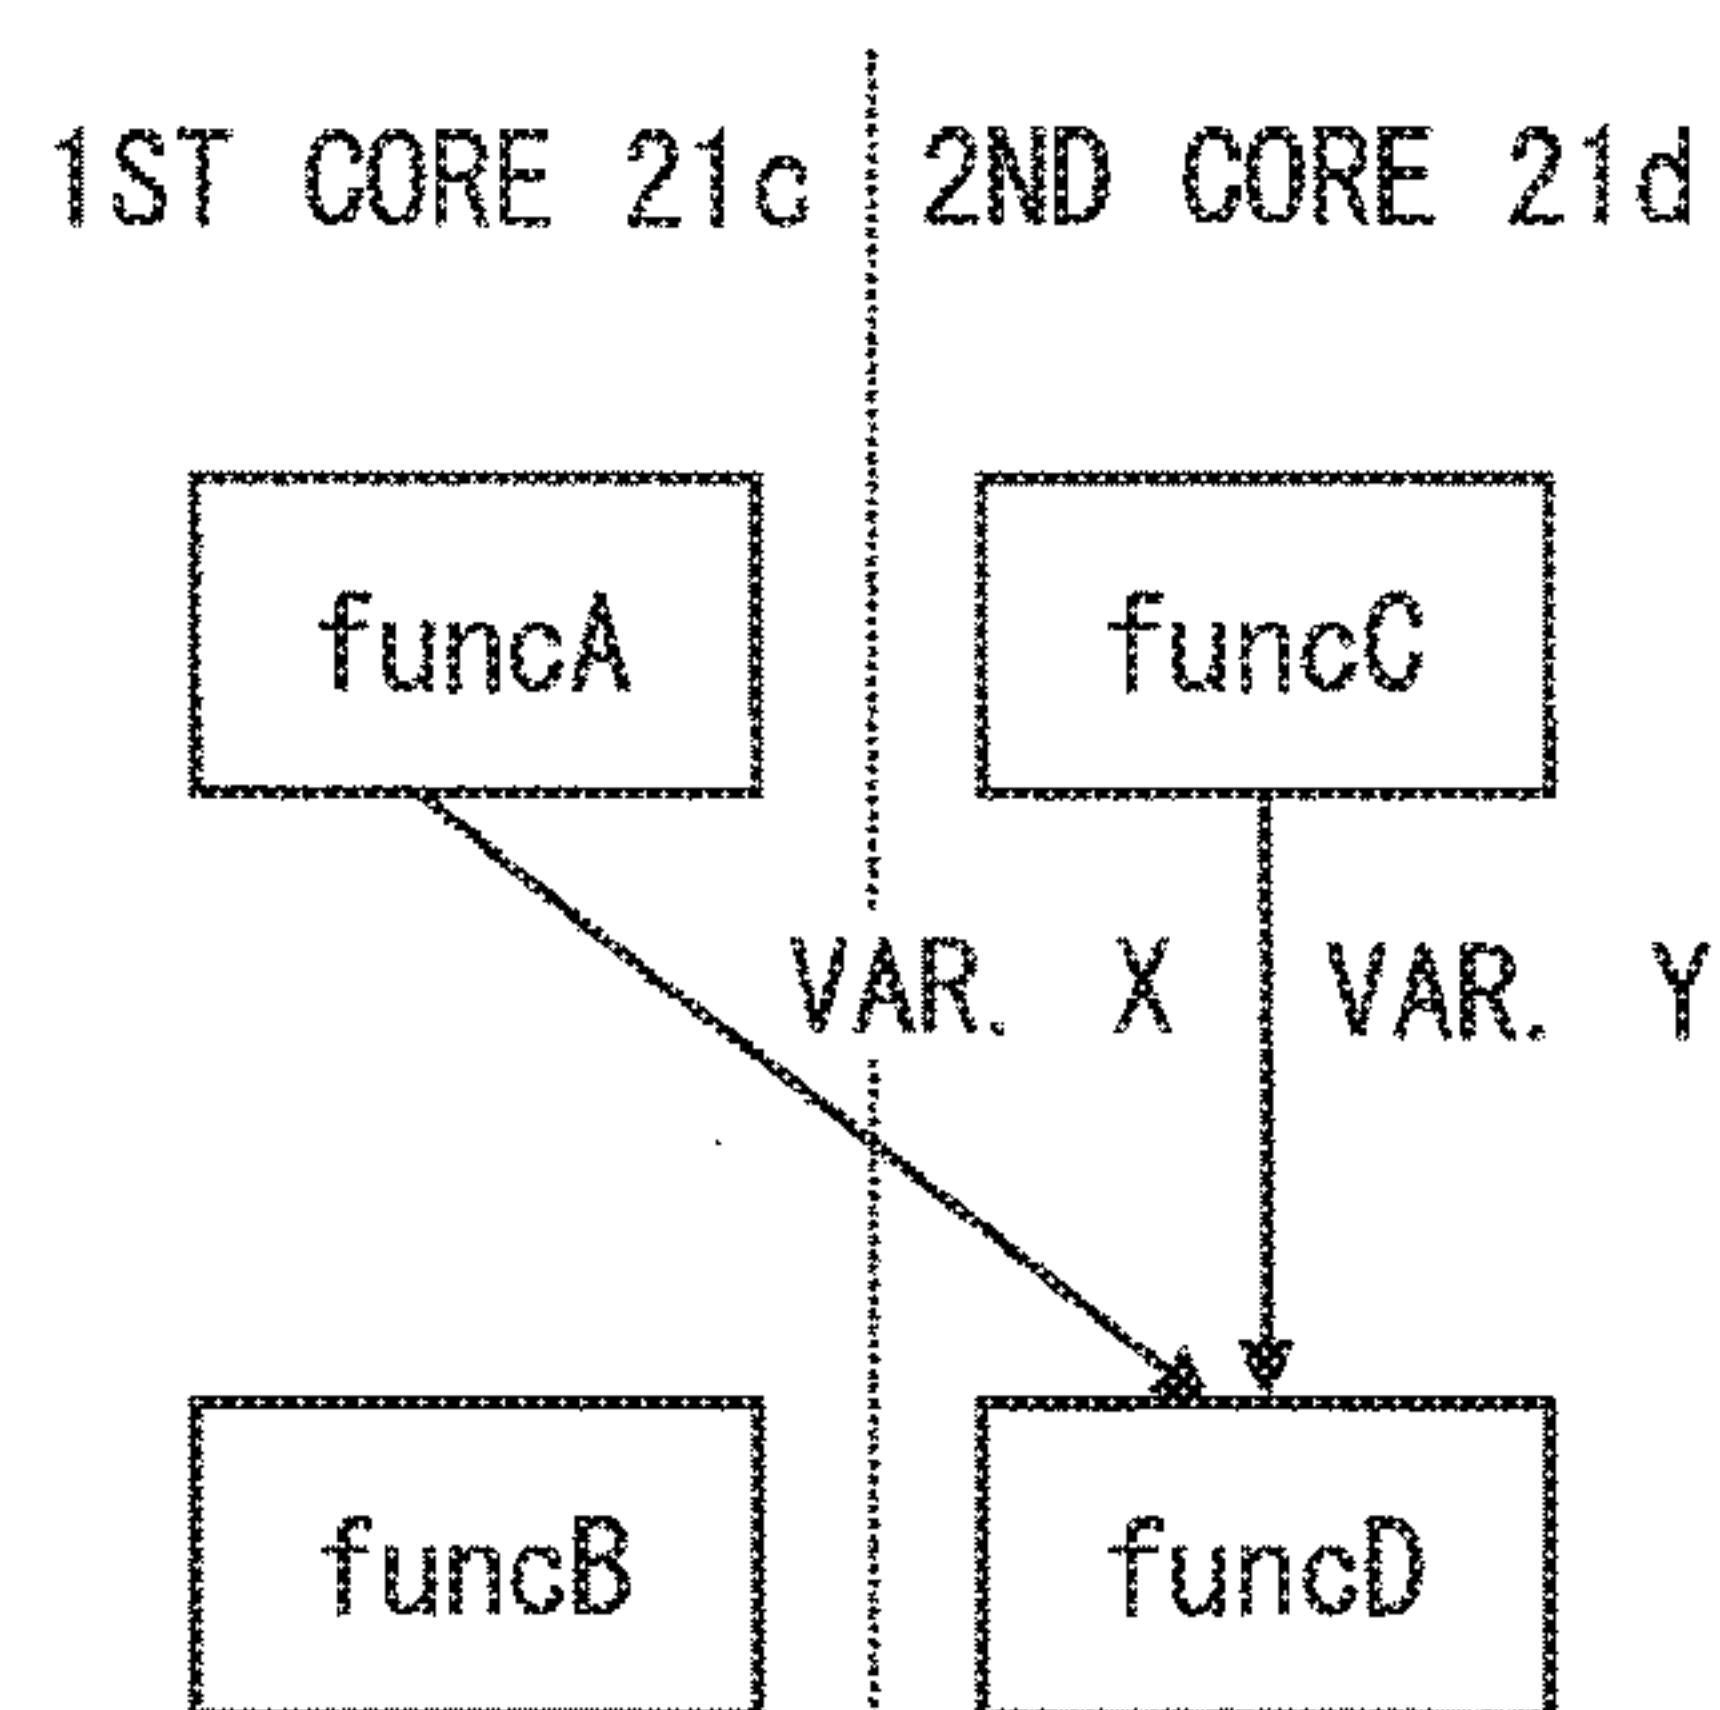 1ST CORE 21c
2ND CORE 21d
funcA
funcC
VAR. X
VAR. Y
funcB
funcD